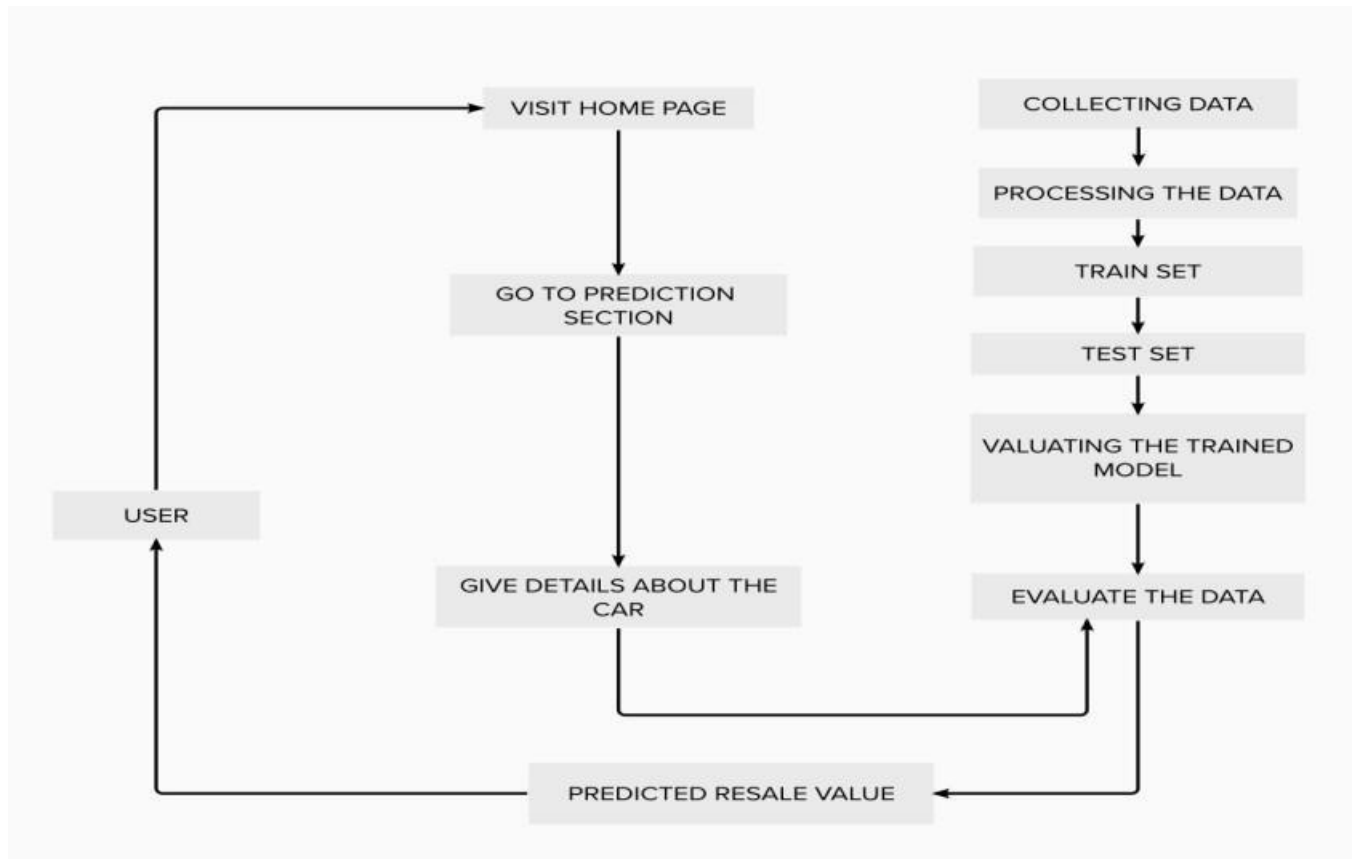 VISIT HOME PAGE
GO TO PREDICTION
SECTION
GIVE DETAILS ABOUT THE
CAR
USER
COLLECTING DATA
PROCESSING THE DATA
TRAIN SET
TEST SET
VALUATING THE TRAINED
MODEL
EVALUATE THE DATA
PREDICTED RESALE VALUE